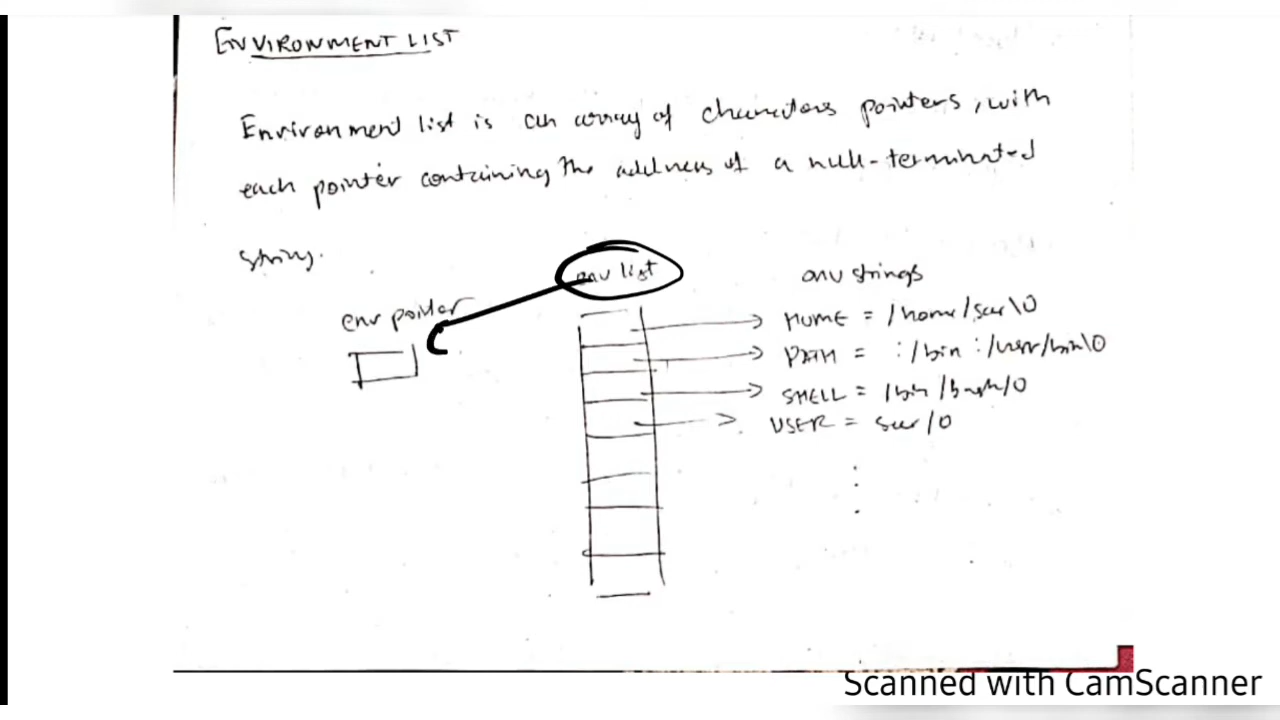 ENVIRONMENT LIST
Environment list is an array of characters pointers, with
each pointer containing the address of a null-terminated
string.
env list
env strings
env pointer
HOME = /home/sar\0
PATH = :/bin :/usr/bin\0
SHELL = /bin/bash/0
USER = sar/0
Scanned with CamScanner